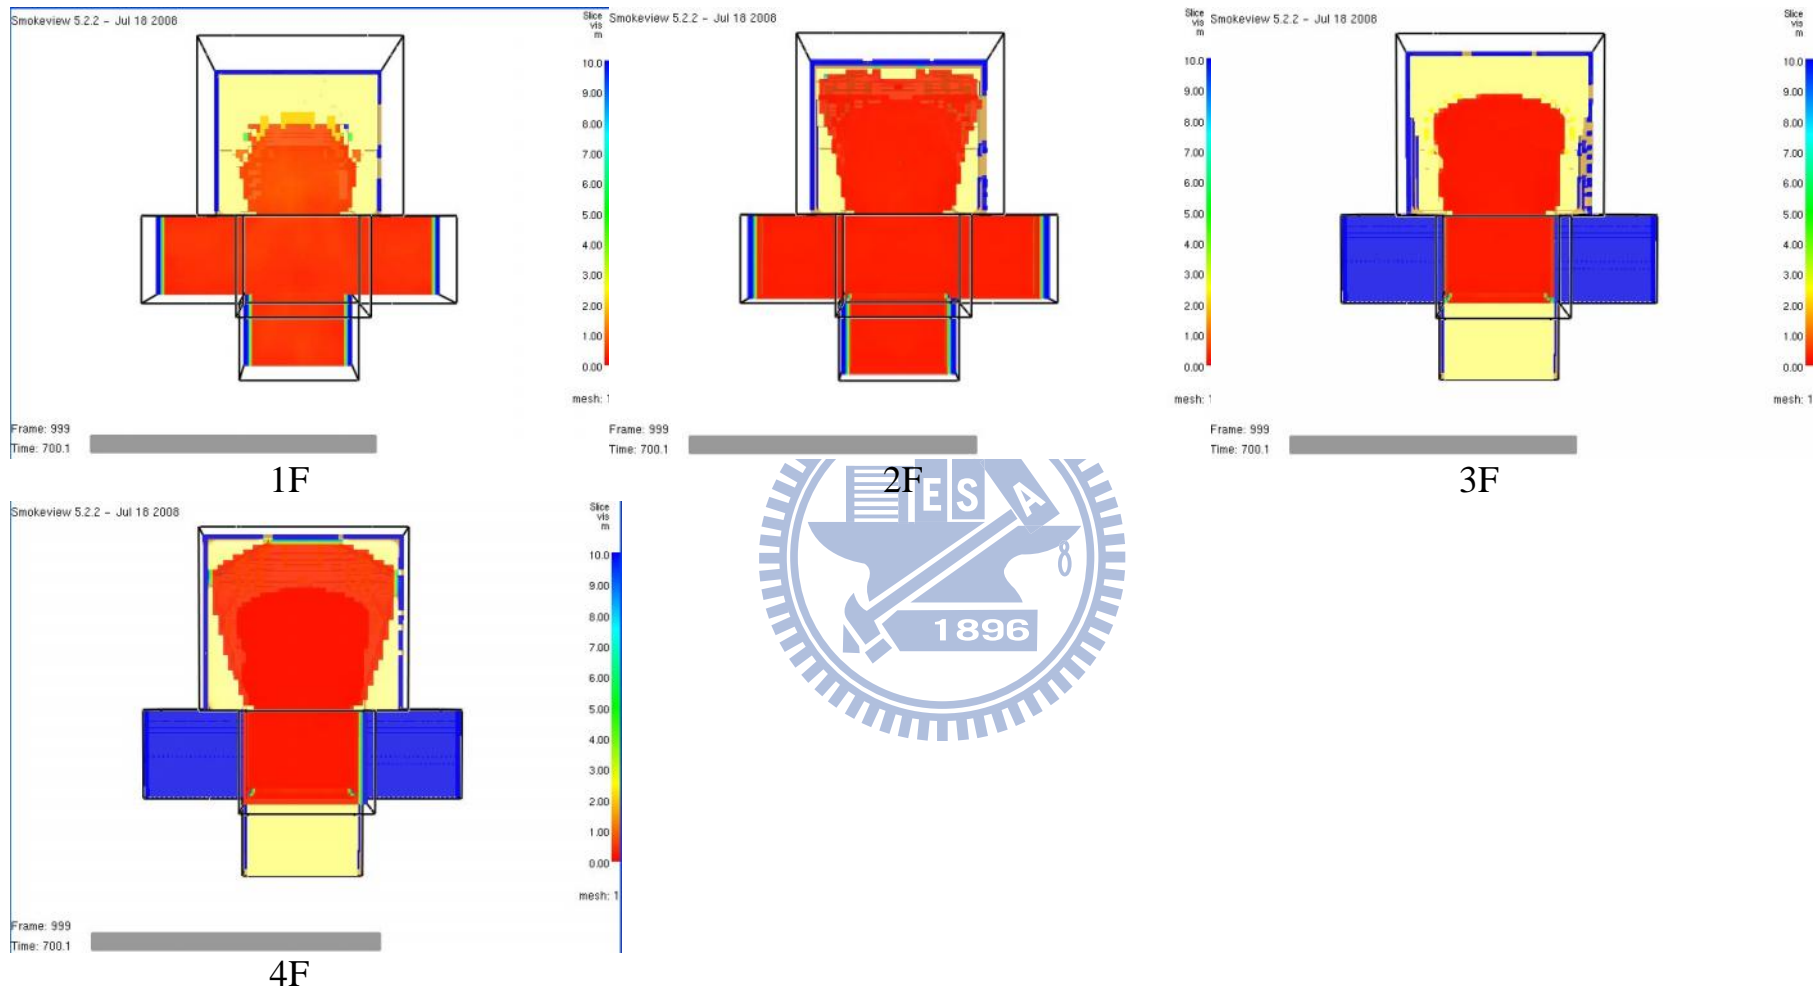 Smokeview 5.2.2 - Jul 18 2008
Slice
vis
m
10.0
9.00
8.00
7.00
6.00
5.00
4.00
3.00
2.00
1.00
0.00
mesh: 1
Frame: 999
Time: 700.1
1F
Smokeview 5.2.2 - Jul 18 2008
Slice
vis
m
10.0
9.00
8.00
7.00
6.00
5.00
4.00
3.00
2.00
1.00
0.00
mesh: 1
Frame: 999
Time: 700.1
2F
Smokeview 5.2.2 - Jul 18 2008
Slice
vis
m
10.0
9.00
8.00
7.00
6.00
5.00
4.00
3.00
2.00
1.00
0.00
mesh: 1
Frame: 999
Time: 700.1
3F
ESA
8
1896
Smokeview 5.2.2 - Jul 18 2008
Slice
vis
m
10.0
9.00
8.00
7.00
6.00
5.00
4.00
3.00
2.00
1.00
0.00
mesh: 1
Frame: 999
Time: 700.1
4F